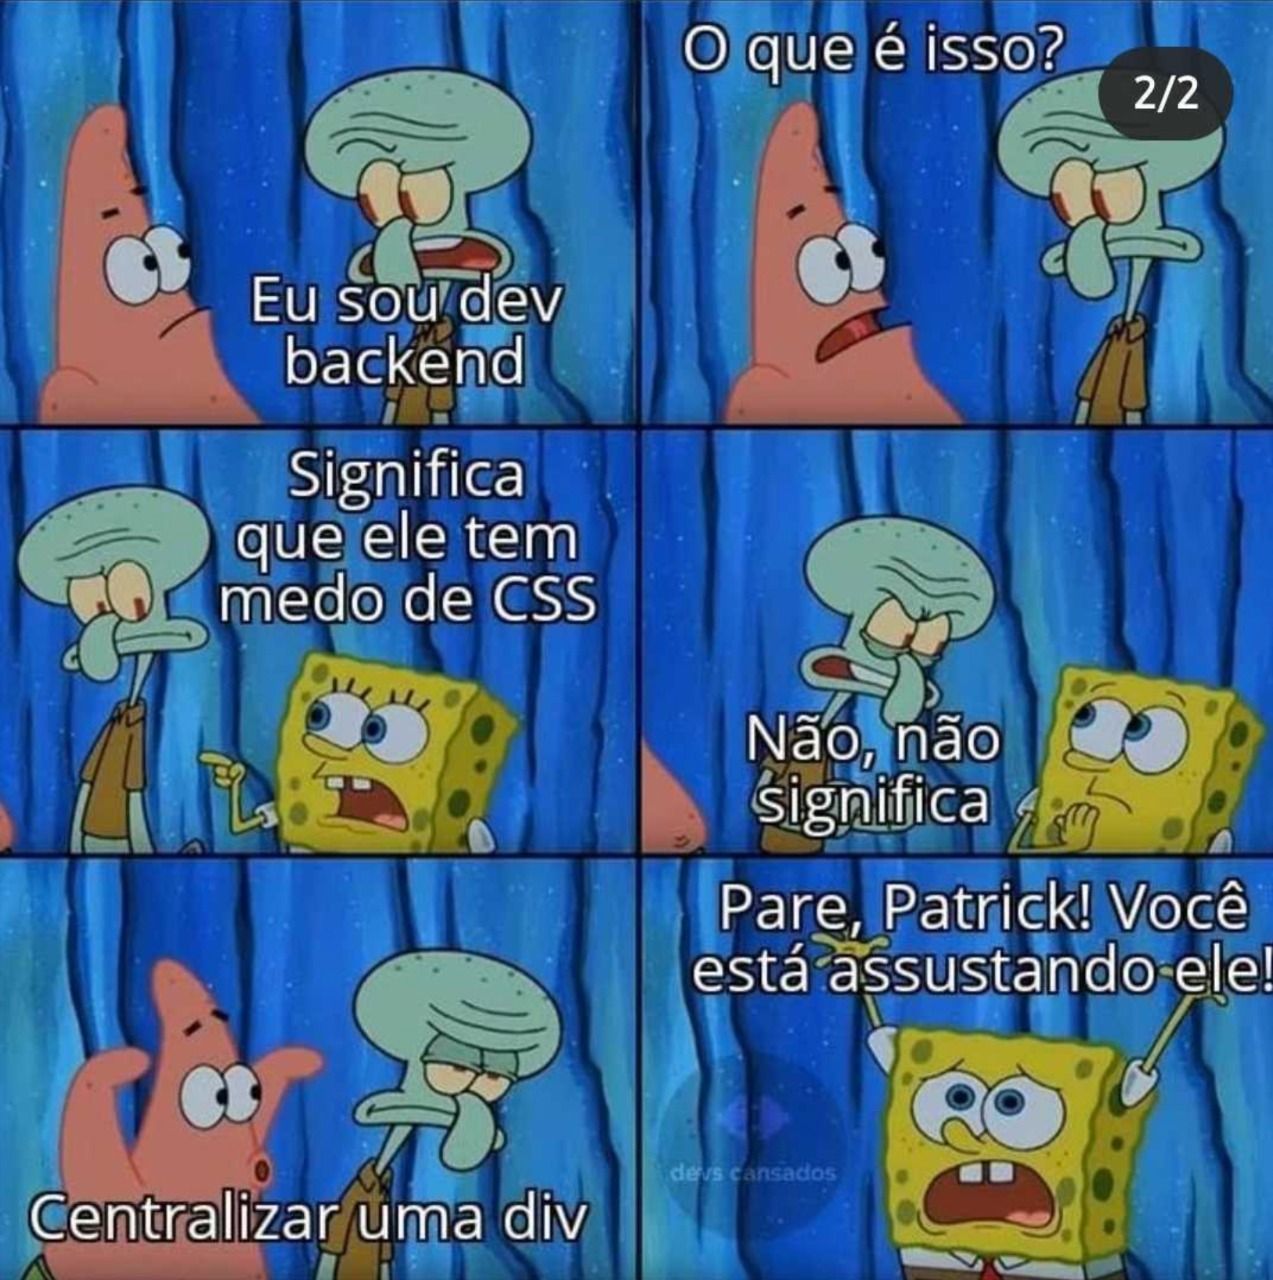 Eu sou dev
backend
O que é isso?
2/2
Significa
que ele tem
medo de CSS
Não, não
significa
Centralizar uma div
Pare, Patrick! Você
está assustando ele!
devs cansados